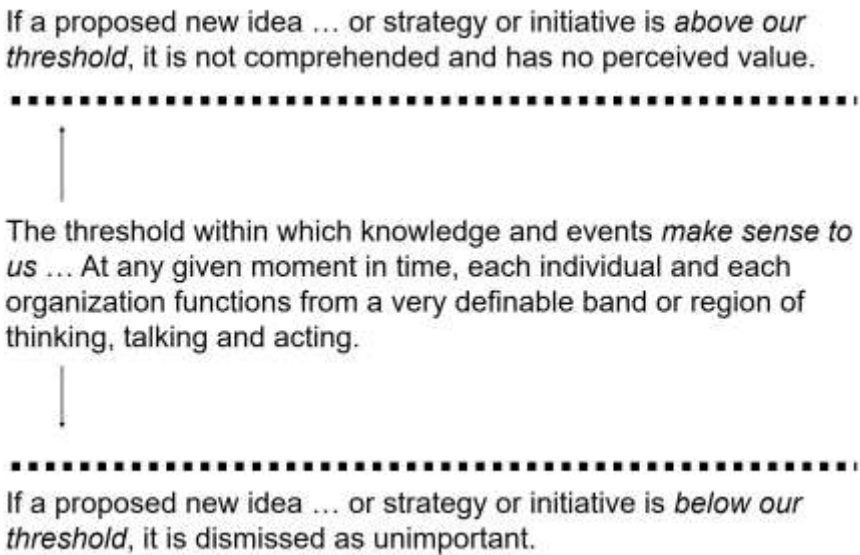 If a proposed new idea … or strategy or initiative is above our
threshold, it is not comprehended and has no perceived value.
The threshold within which knowledge and events make sense to
us … At any given moment in time, each individual and each
organization functions from a very definable band or region of
thinking, talking and acting.
If a proposed new idea … or strategy or initiative is below our
threshold, it is dismissed as unimportant.